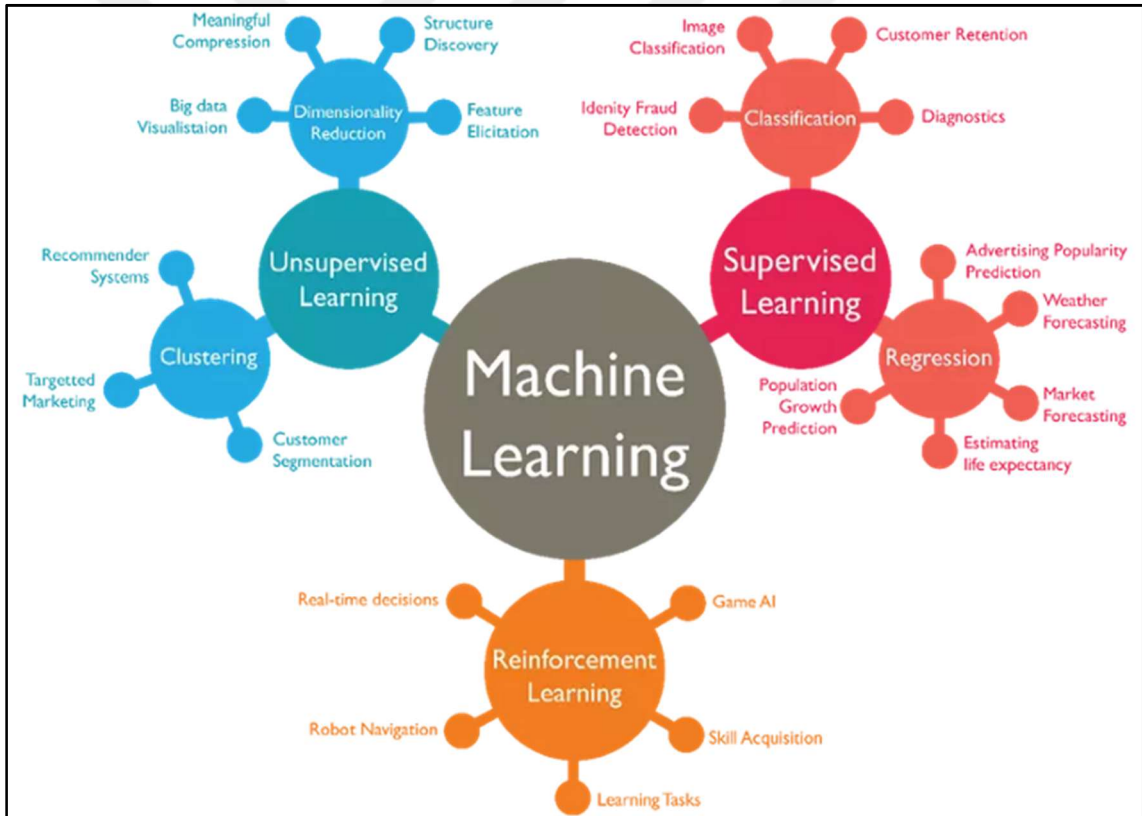 Meaningful
Compression
Structure
Discovery
Big data
Visualistaion
Dimensionality
Reduction
Feature
Elicitation
Unsupervised
Learning
Recommender
Systems
Clustering
Targetted
Marketing
Customer
Segmentation
Image
Classification
Customer Retention
Idenity Fraud
Detection
Classification
Diagnostics
Supervised
Learning
Advertising Popularity
Prediction
Weather
Forecasting
Regression
Population
Growth
Prediction
Market
Forecasting
Estimating
life expectancy
Machine
Learning
Real-time decisions
Game AI
Reinforcement
Learning
Robot Navigation
Skill Acquisition
Learning Tasks